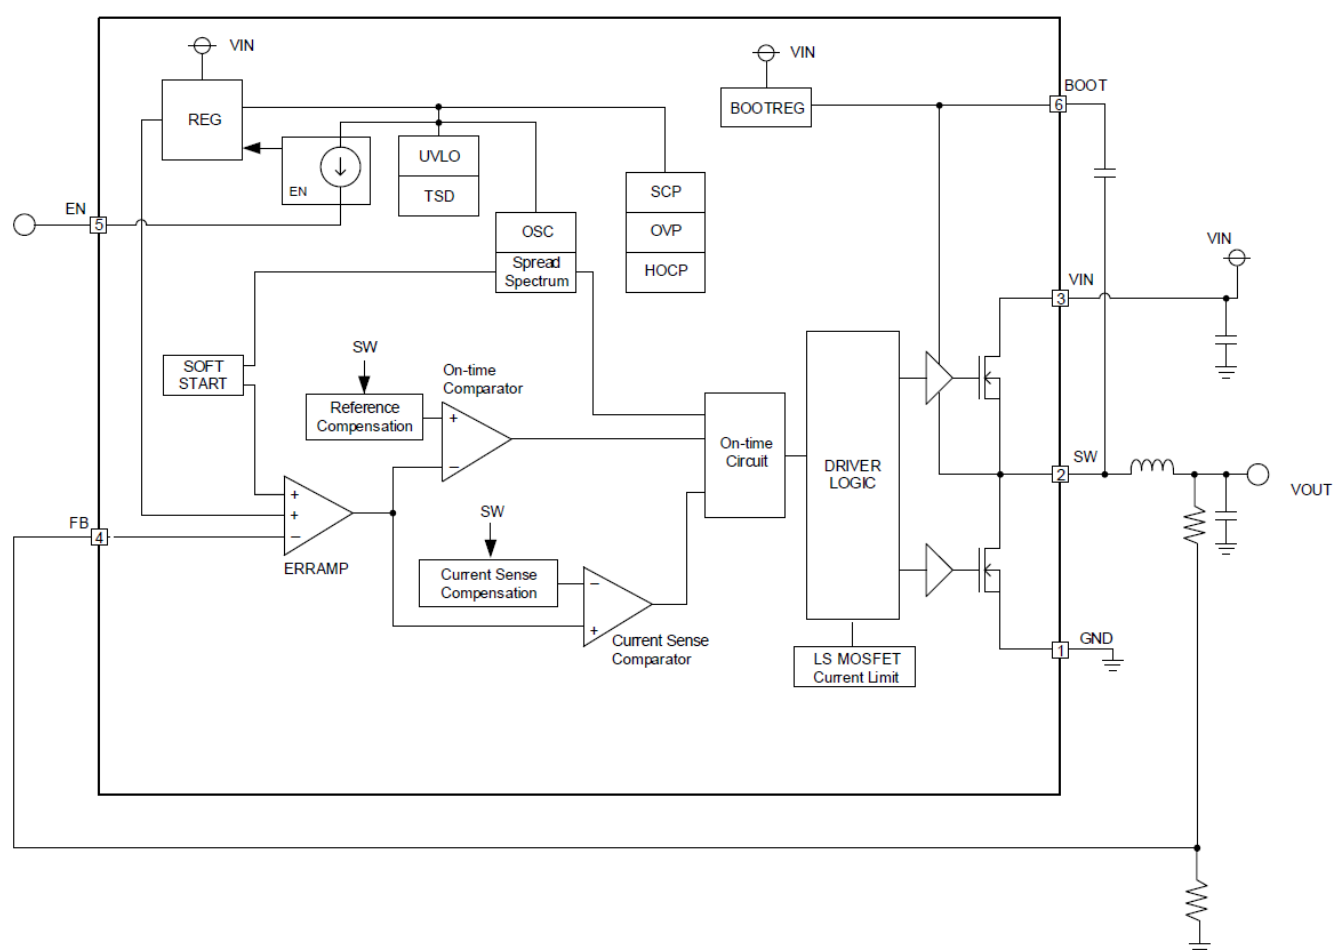 VIN
VIN
BOOT
6
REG
BOOTREG
UVLO
EN
TSD
SCP
EN
5
OSC
OVP
VIN
Spread
Spectrum
HOCP
VIN
3
SW
SOFT
START
On-time
Comparator
Reference
Compensation
+
−
On-time
Circuit
DRIVER
LOGIC
SW
2
VOUT
+
+
−
SW
FB
4
ERRAMP
Current Sense
Compensation
−
+
Current Sense
Comparator
GND
1
LS MOSFET
Current Limit